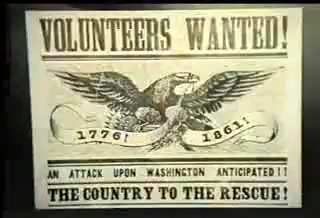 VOLUNTEERS WANTED!
1776! 1861!
AN ATTACK UPON WASHINGTON ANTICIPATED!!
THE COUNTRY TO THE RESCUE!